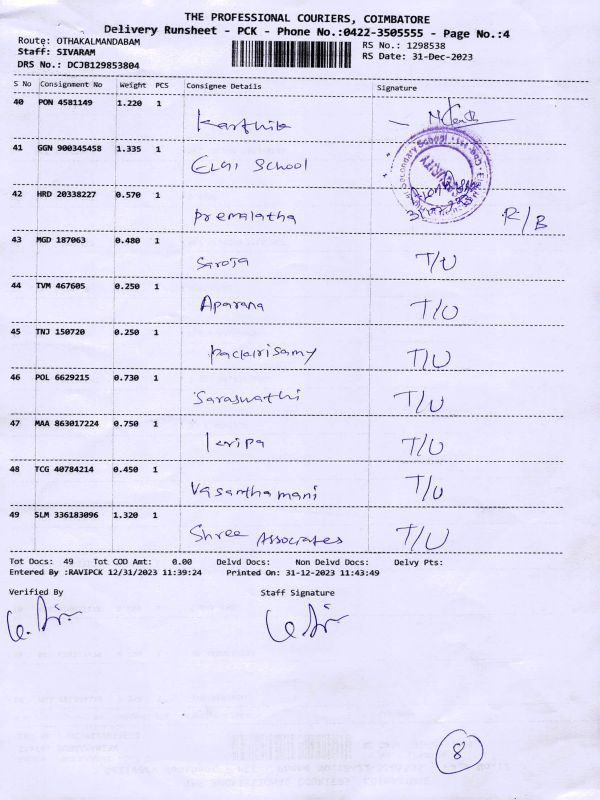 THE PROFESSIONAL COURIERS, COIMBATORE
Delivery Runsheet - PCK - Phone No.:0422-3505555 - Page No.:4
Route: OTHAKALMANDABAM
Staff: SIVARAM
DRS No.: DCJB129853804
RS No.: 1298538
RS Date: 31-Dec-2023
S No Consignment No Weight PCS Consignee Details Signature
40 PON 4581149 1.220 1
Karthik
41 GGN 900345458 1.335 1
Elgi School
Secondary School
42 HRD 20338227 0.570 1
Premalatha R/B
43 MGD 187063 0.480 1
Saroja T/U
44 TVM 467605 0.250 1
Aparana T/U
45 TNJ 150720 0.250 1
T/U
46 POL 6629215 0.730 1
Saraswathi T/U
47 MAA 863017224 0.750 1
T/U
48 TCG 40784214 0.450 1
Vasanthamani T/U
49 SLM 336183096 1.320 1
Shree Associates T/U
Tot Docs: 49 Tot COD Amt: 0.00 Delvd Docs: Non Delvd Docs: Delvy Pts:
Entered By :RAVIPCK 12/31/2023 11:39:24 Printed On: 31-12-2023 11:43:49
Verified By Staff Signature
8